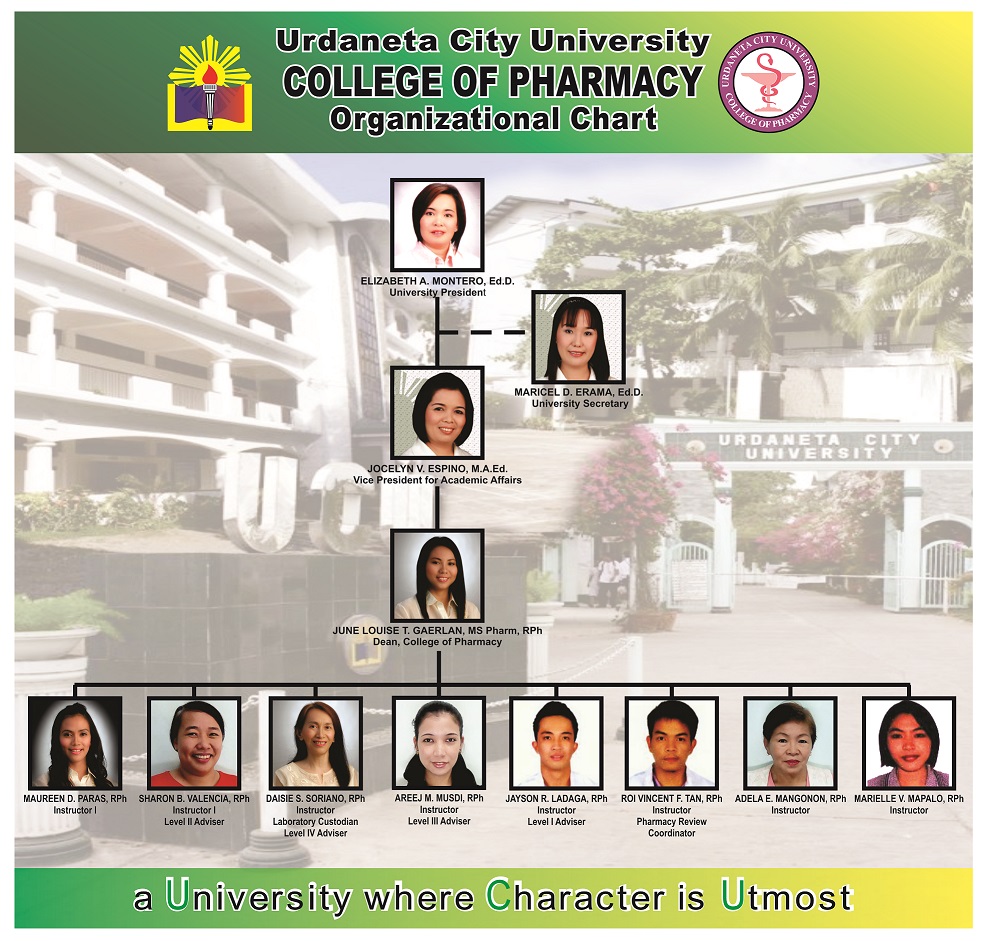 Urdaneta City University
COLLEGE OF PHARMACY
Organizational Chart
URDANETA CITY UNIVERSITY
COLLEGE OF PHARMACY
ELIZABETH A. MONTERO, Ed.D.
University President
MARICEL D. ERAMA, Ed.D.
University Secretary
URDANETA CITY
UNIVERSITY
JOCELYN V. ESPINO, M.A.Ed.
Vice President for Academic Affairs
JUNE LOUISE T. GAERLAN, MS Pharm, RPh
Dean, College of Pharmacy
MAUREEN D. PARAS, RPh
Instructor I
SHARON B. VALENCIA, RPh
Instructor I
Level II Adviser
DAISIE S. SORIANO, RPh
Instructor
Laboratory Custodian
Level IV Adviser
AREEJ M. MUSDI, RPh
Instructor
Level III Adviser
JAYSON R. LADAGA, RPh
Instructor
Level I Adviser
ROI VINCENT F. TAN, RPh
Instructor
Pharmacy Review
Coordinator
ADELA E. MANGONON, RPh
Instructor
MARIELLE V. MAPALO, RPh
Instructor
a University where Character is Utmost